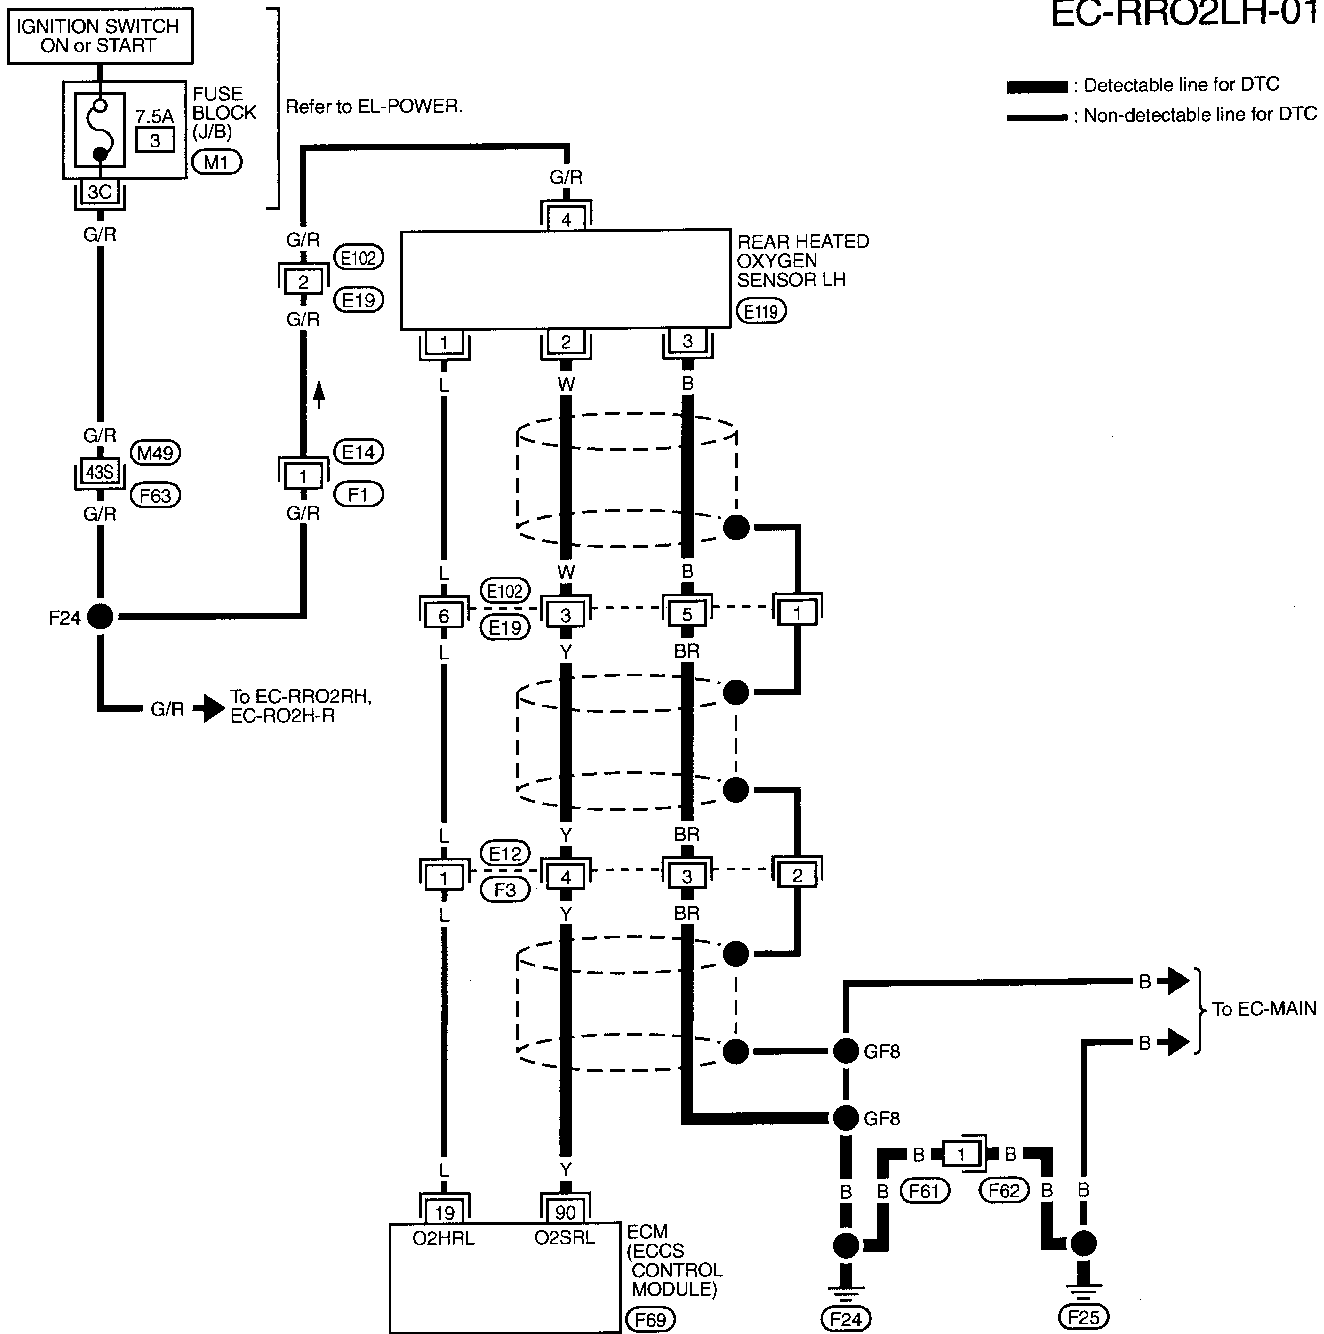 EC-RRO2LH-01
IGNITION SWITCH
ON or START
FUSE
BLOCK
(J/B)
7.5A
3
M1
3C
Refer to EL-POWER.
: Detectable line for DTC
: Non-detectable line for DTC
G/R
G/R
4
G/R
E102
2
E19
G/R
REAR HEATED
OXYGEN
SENSOR LH
E119
1
2
3
L
W
B
G/R
M49
43S
F63
G/R
E14
1
F1
G/R
L
W
B
E102
6
3
5
1
E19
L
Y
BR
F24
G/R
To EC-RRO2RH,
EC-RO2H-R
L
Y
BR
E12
1
4
3
2
F3
L
Y
BR
B
To EC-MAIN
B
GF8
GF8
B
1
B
L
Y
B
B
F61
F62
B
B
19
90
O2HRL
O2SRL
ECM
(ECCS
CONTROL
MODULE)
F69
F24
F25